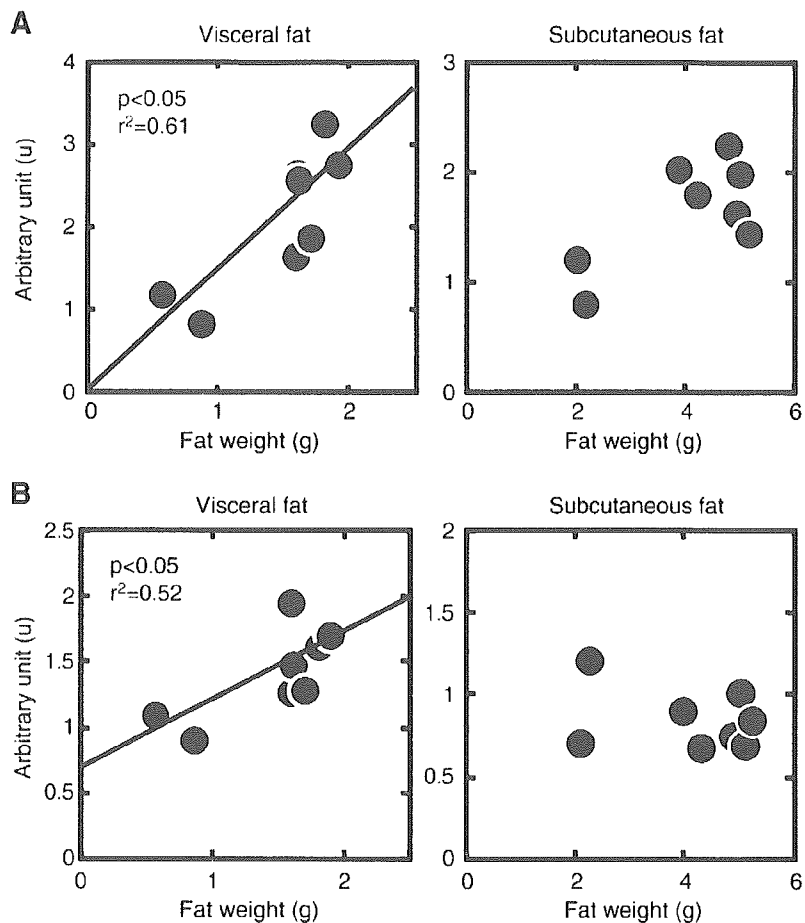 A
Visceral fat
Subcutaneous fat
Arbitrary unit (u)
4
3
2
1
0
p<0.05
r²=0.61
0
1
2
Fat weight (g)
3
2
1
0
0
2
4
6
Fat weight (g)
B
Visceral fat
Subcutaneous fat
Arbitrary unit (u)
2.5
2
1.5
1
0.5
0
p<0.05
r²=0.52
0
1
2
Fat weight (g)
2
1.5
1
0.5
0
0
2
4
6
Fat weight (g)